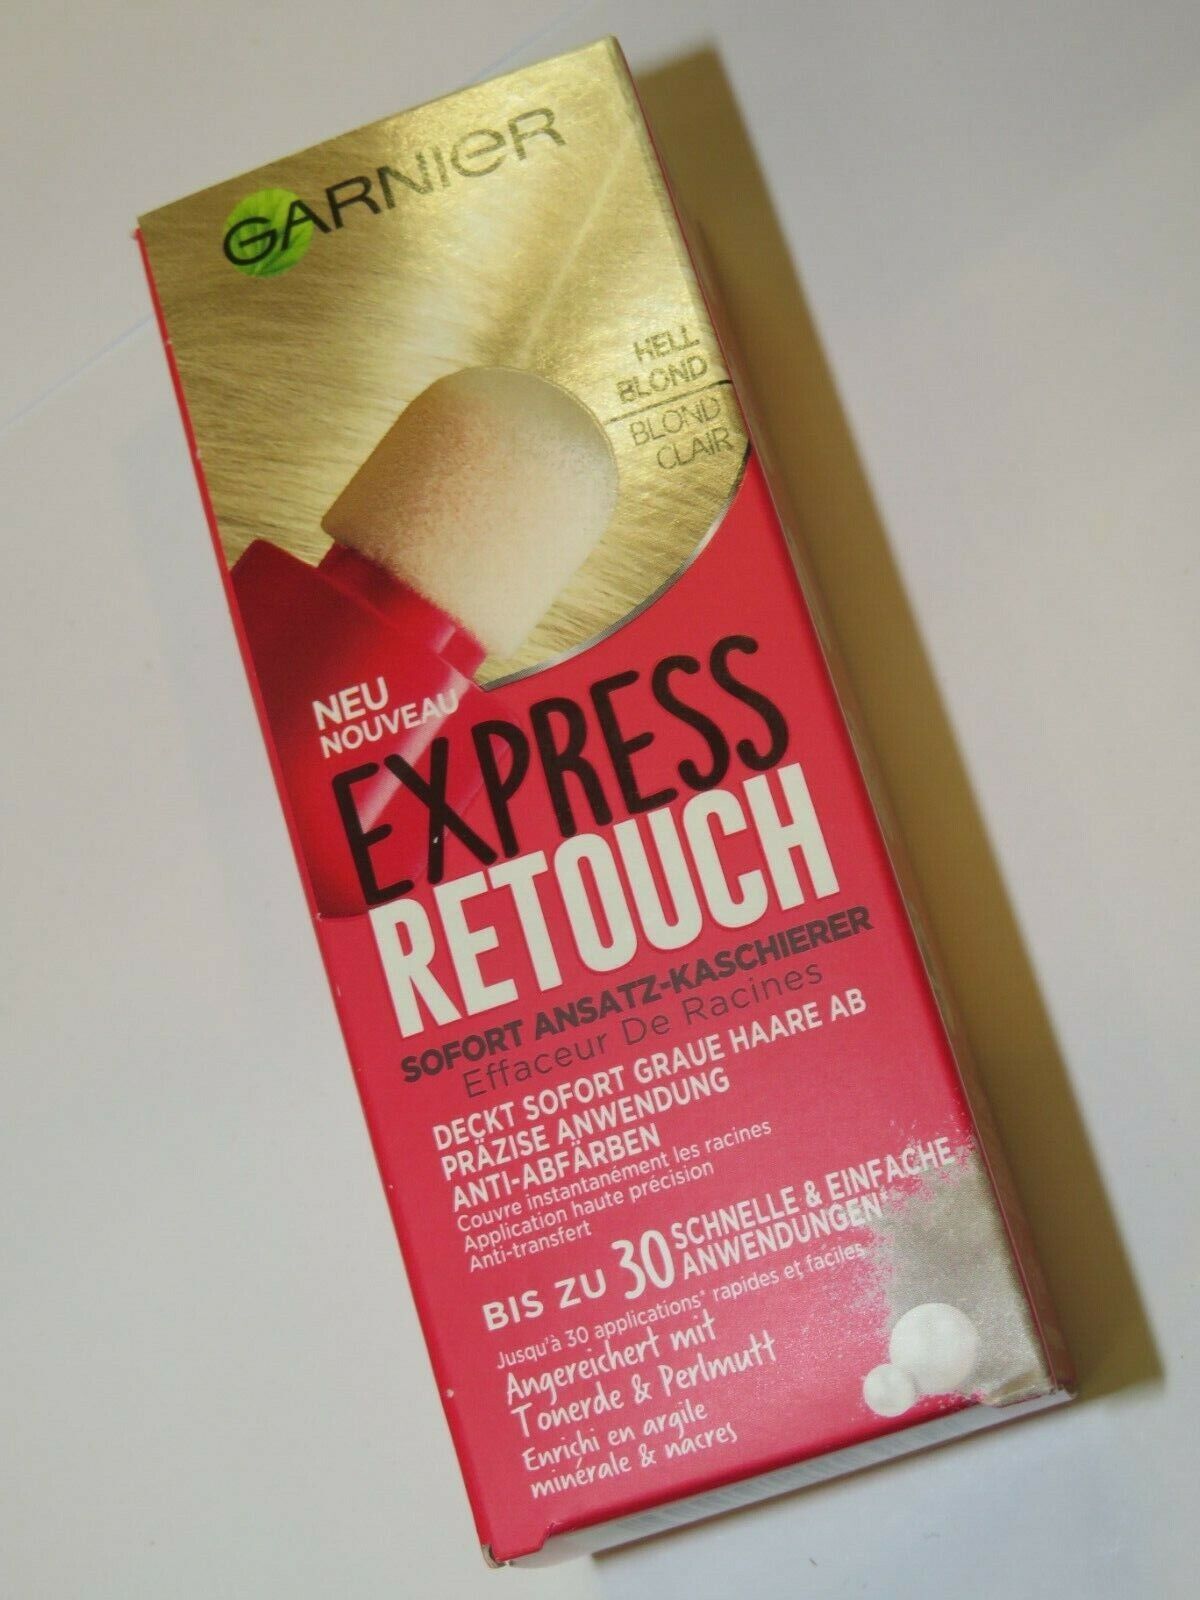 GARNIER
HELL
BLOND
BLOND
CLAIR
NEU
NOUVEAU
EXPRESS
RETOUCH
SOFORT ANSATZ-KASCHIERER
Effaceur De Racines
DECKT SOFORT GRAUE HAARE AB
PRÄZISE ANWENDUNG
ANTI-ABFÄRBEN
Couvre instantanément les racines
Application haute précision
Anti-transfert
BIS ZU 30 SCHNELLE & EINFACHE
ANWENDUNGEN*
Jusqu'à 30 applications* rapides et faciles
Angereichert mit
Tonerde & Perlmutt
Enrichi en argile
minérale & nacres